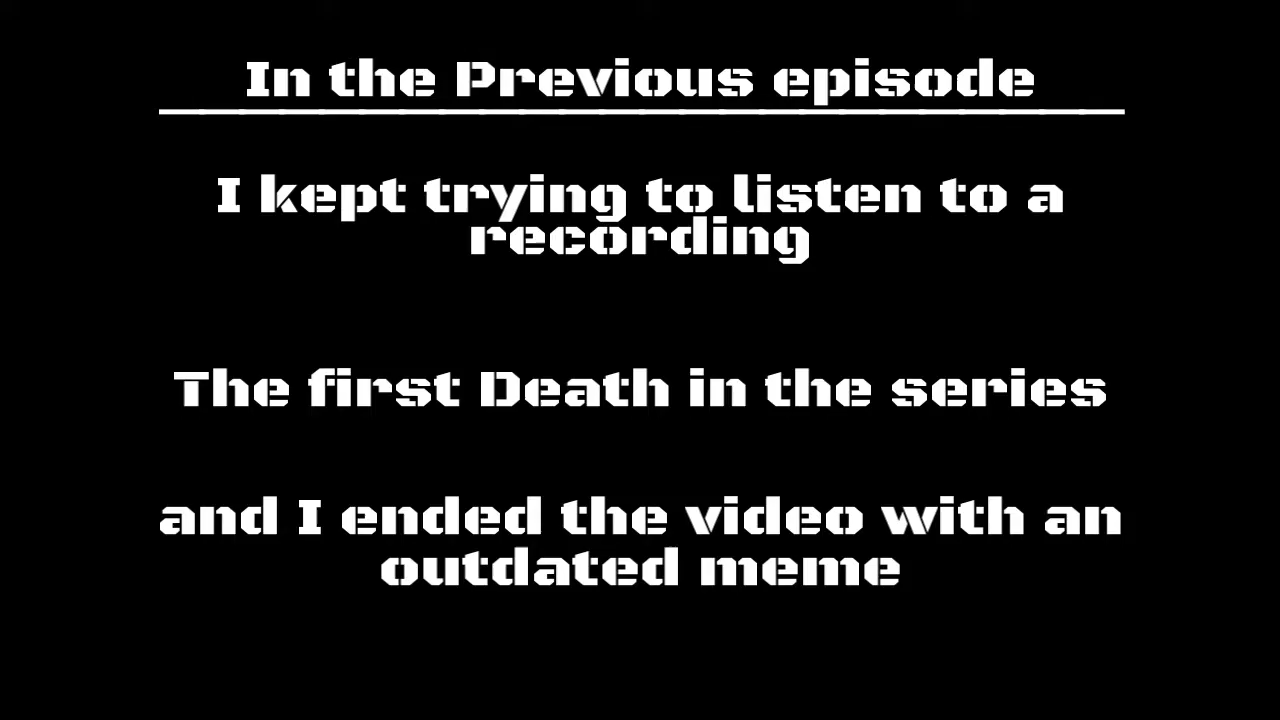 In the Previous episode
I kept trying to listen to a
recording
The first Death in the series
and I ended the video with an
outdated meme